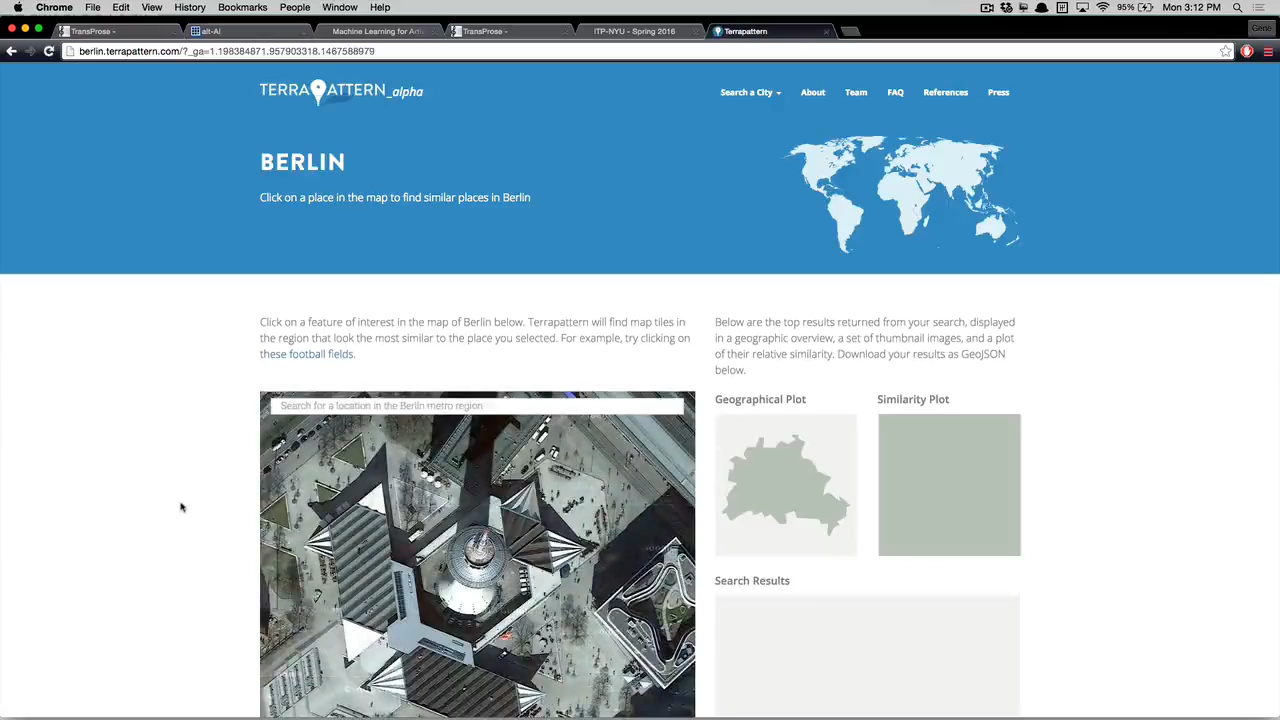 Chrome File Edit View History Bookmarks People Window Help 95% Mon 3:12 PM
TransProse - alt-AI Machine Learning for Arti TransProse - ITP-NYU - Spring 2016 Terrapattern Gene
berlin.terrapattern.com/?_ga=1.198384871.957903318.1467588979
TERRAPATTERN_alpha
Search a City About Team FAQ References Press
BERLIN
Click on a place in the map to find similar places in Berlin
Click on a feature of interest in the map of Berlin below. Terrapattern will find map tiles in
the region that look the most similar to the place you selected. For example, try clicking on
these football fields.
Below are the top results returned from your search, displayed
in a geographic overview, a set of thumbnail images, and a plot
of their relative similarity. Download your results as GeoJSON
below.
Search for a location in the Berlin metro region
Geographical Plot
Similarity Plot
Search Results